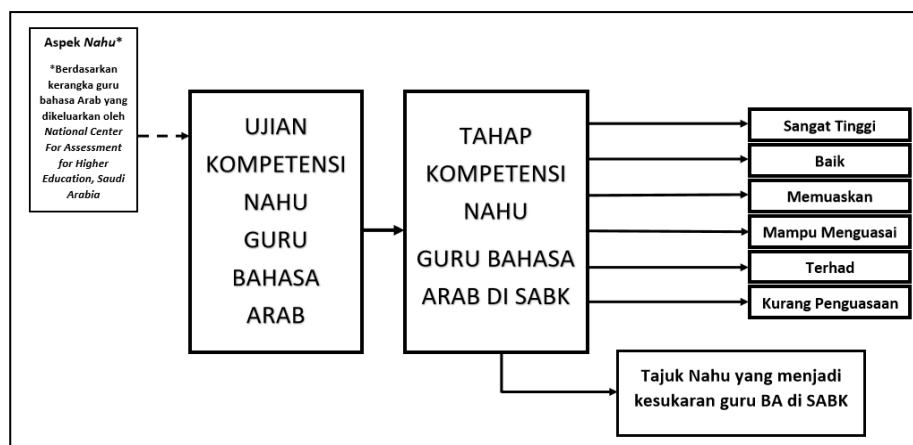 Aspek Nahu*
*Berdasarkan
kerangka guru
bahasa Arab yang
dikeluarkan oleh
National Center
For Assessment
for Higher
Education, Saudi
Arabia
UJIAN
KOMPETENSI
NAHU
GURU
BAHASA
ARAB
TAHAP
KOMPETENSI
NAHU
GURU BAHASA
ARAB DI SABK
Sangat Tinggi
Baik
Memuaskan
Mampu Menguasai
Terhad
Kurang Penguasaan
Tajuk Nahu yang menjadi
kesukaran guru BA di SABK